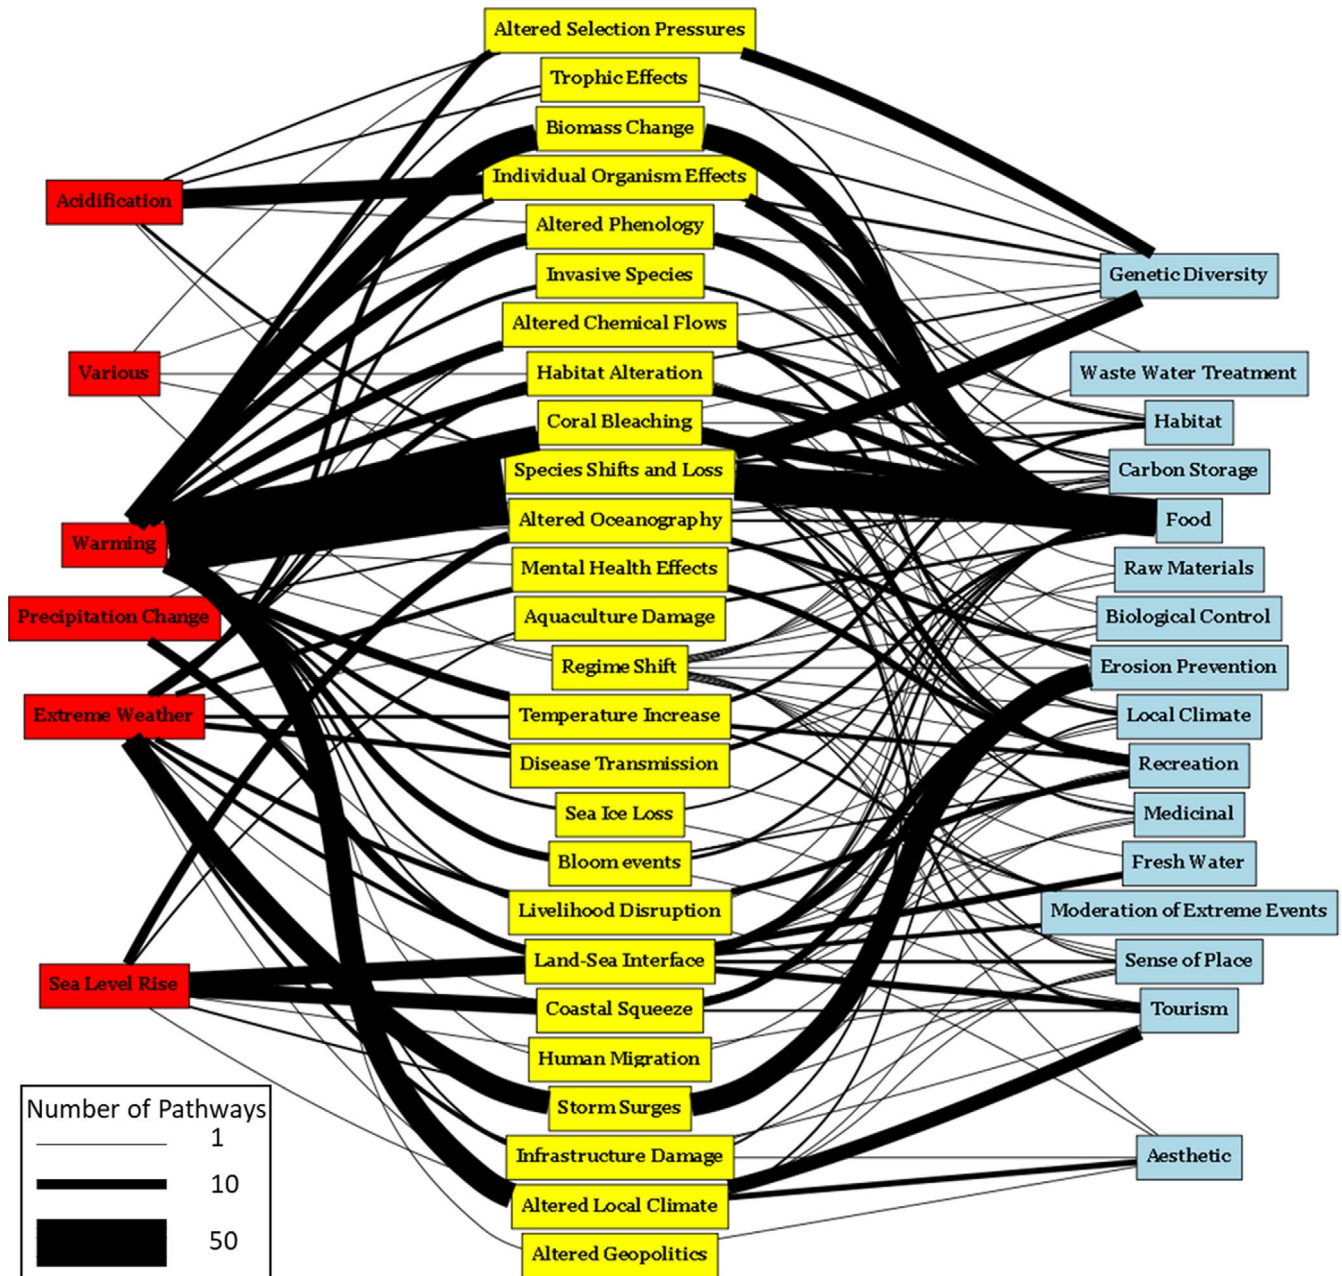 Altered Selection Pressures
Trophic Effects
Biomass Change
Individual Organism Effects
Altered Phenology
Invasive Species
Altered Chemical Flows
Habitat Alteration
Coral Bleaching
Species Shifts and Loss
Altered Oceanography
Mental Health Effects
Aquaculture Damage
Regime Shift
Temperature Increase
Disease Transmission
Sea Ice Loss
Bloom events
Livelihood Disruption
Land-Sea Interface
Coastal Squeeze
Human Migration
Storm Surges
Infrastructure Damage
Altered Local Climate
Altered Geopolitics
Acidification
Various
Warming
Precipitation Change
Extreme Weather
Sea Level Rise
Genetic Diversity
Waste Water Treatment
Habitat
Carbon Storage
Food
Raw Materials
Biological Control
Erosion Prevention
Local Climate
Recreation
Medicinal
Fresh Water
Moderation of Extreme Events
Sense of Place
Tourism
Aesthetic
Number of Pathways
1
10
50